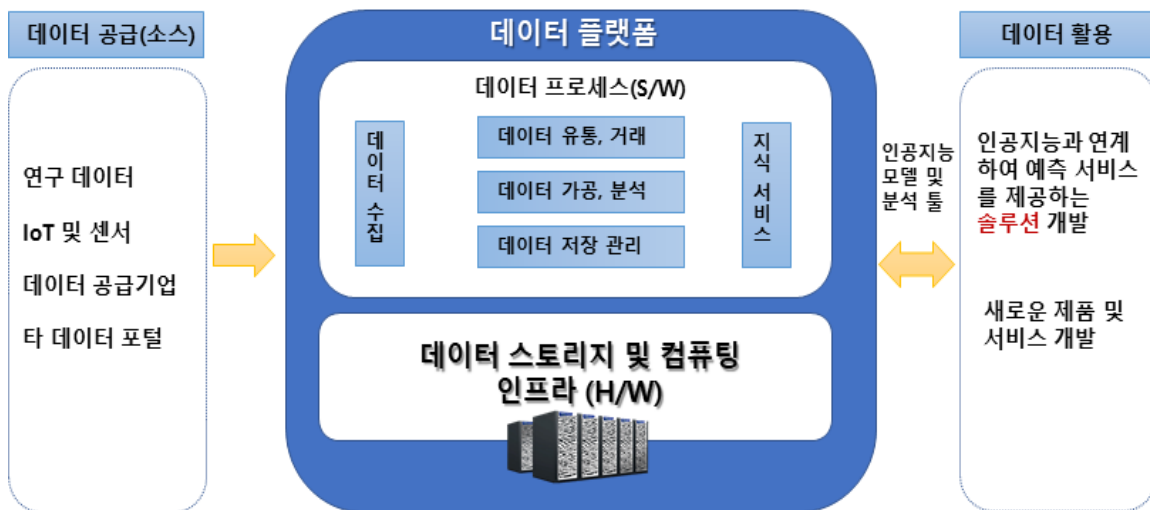 데이터 공급(소스)
연구 데이터
IoT 및 센서
데이터 공급기업
타 데이터 포털
데이터 플랫폼
데이터 프로세스(S/W)
데이터 수집
데이터 유통, 거래
데이터 가공, 분석
데이터 저장 관리
지식 서비스
데이터 스토리지 및 컴퓨팅
인프라 (H/W)
인공지능
모델 및
분석 툴
데이터 활용
인공지능과 연계
하여 예측 서비스
를 제공하는
솔루션 개발
새로운 제품 및
서비스 개발